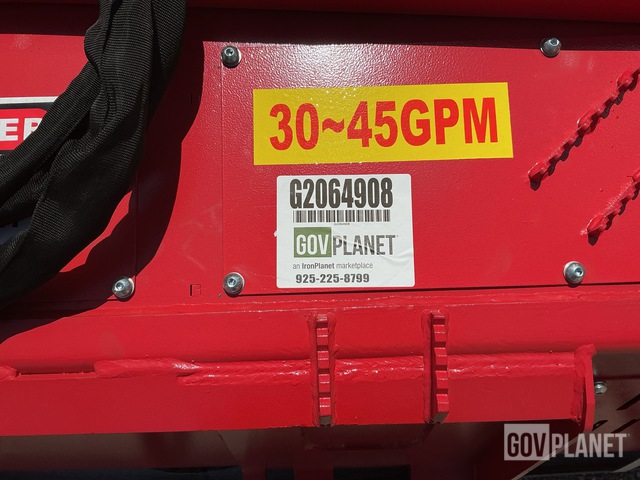 30~45GPM
G2064908
GOVPLANET
an IronPlanet marketplace
925-225-8799
GOVPLANET